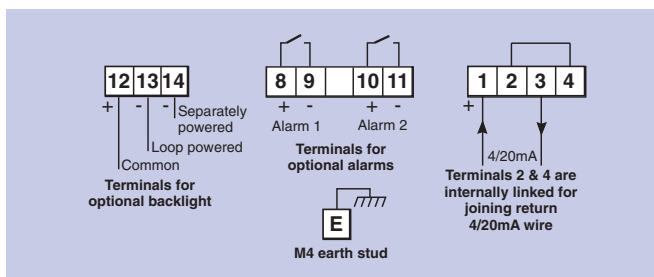 12 13 14
+ - -
Separately
powered
Loop powered
Common
Terminals for
optional backlight
8 9 10 11
+ - + -
Alarm 1 Alarm 2
Terminals for
optional alarms
E
M4 earth stud
1 2 3 4
+
4/20mA
Terminals 2 & 4 are
internally linked for
joining return
4/20mA wire